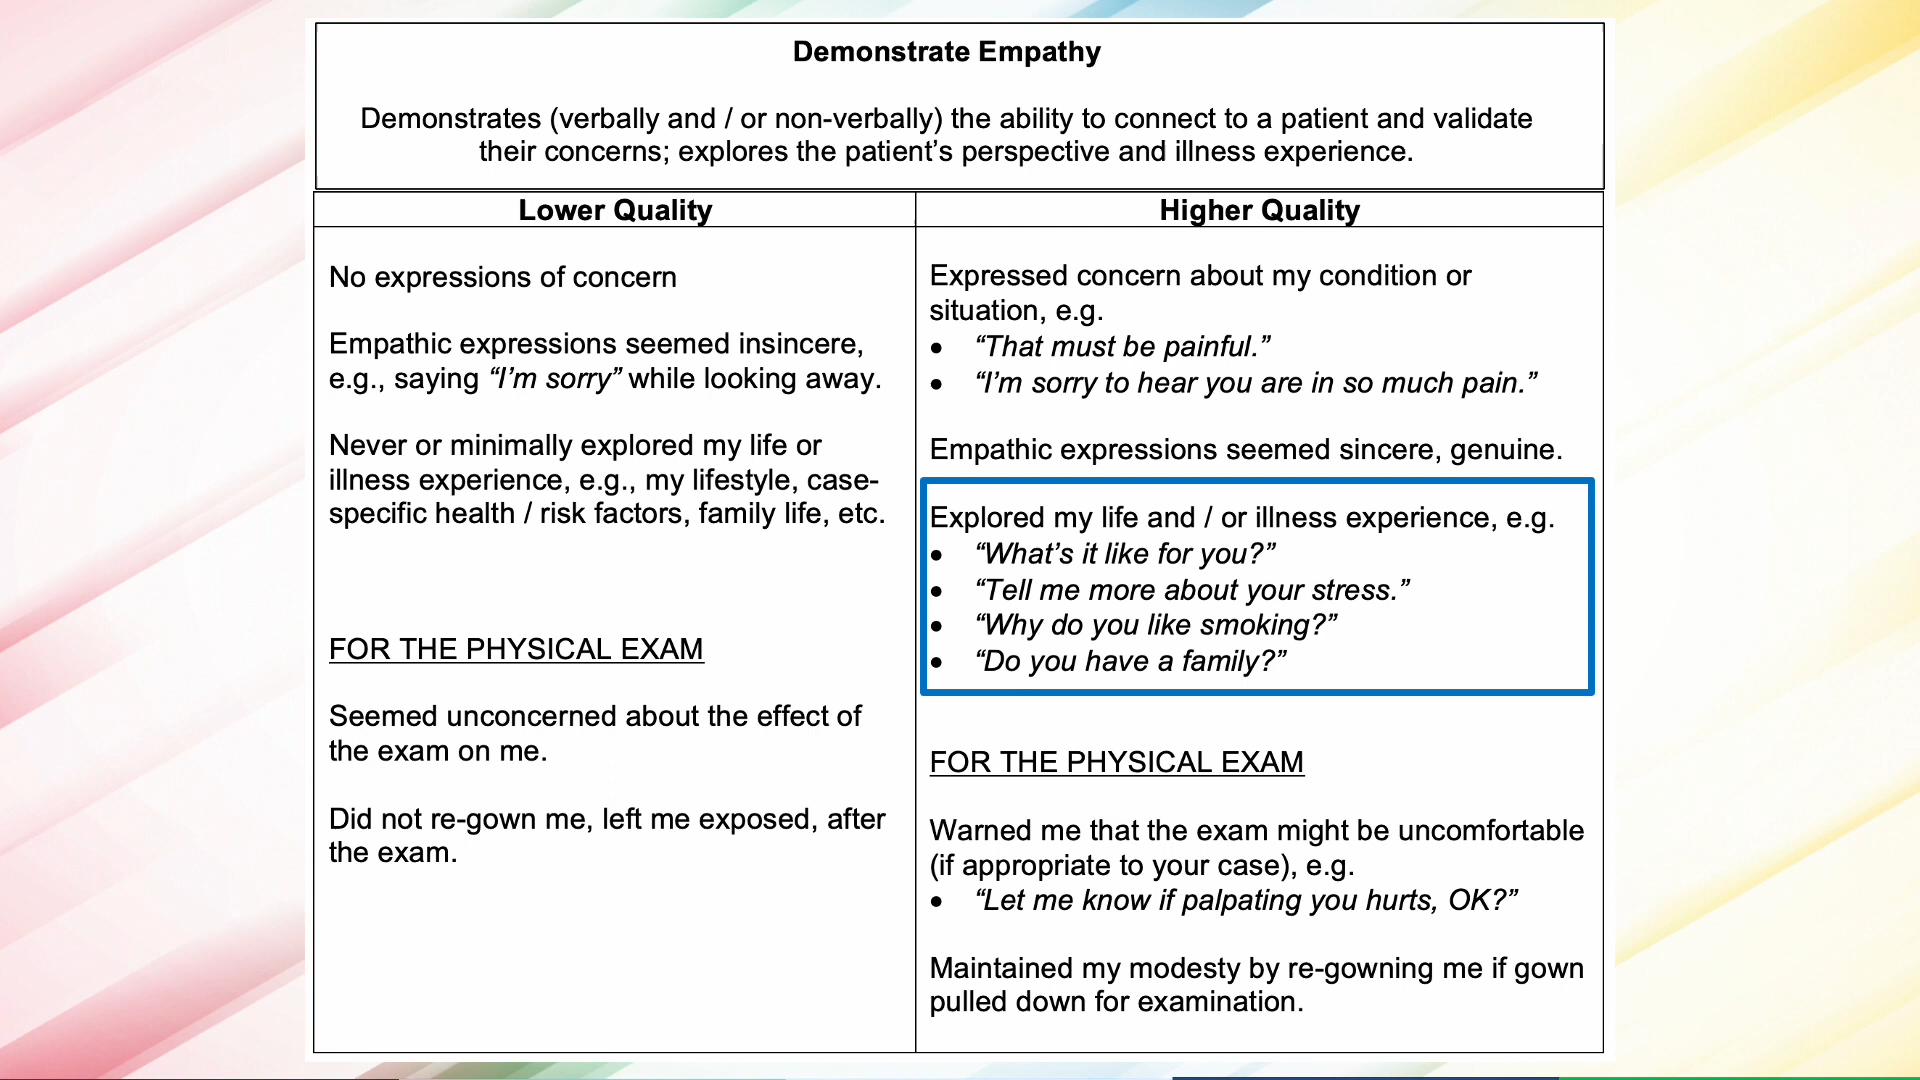 Demonstrate Empathy
Demonstrates (verbally and / or non-verbally) the ability to connect to a patient and validate
their concerns; explores the patient’s perspective and illness experience.
Lower Quality
No expressions of concern
Empathic expressions seemed insincere,
e.g., saying “I’m sorry” while looking away.
Never or minimally explored my life or
illness experience, e.g., my lifestyle, case-
specific health / risk factors, family life, etc.
FOR THE PHYSICAL EXAM
Seemed unconcerned about the effect of
the exam on me.
Did not re-gown me, left me exposed, after
the exam.
Higher Quality
Expressed concern about my condition or
situation, e.g.
• “That must be painful.”
• “I’m sorry to hear you are in so much pain.”
Empathic expressions seemed sincere, genuine.
Explored my life and / or illness experience, e.g.
• “What’s it like for you?”
• “Tell me more about your stress.”
• “Why do you like smoking?”
• “Do you have a family?”
FOR THE PHYSICAL EXAM
Warned me that the exam might be uncomfortable
(if appropriate to your case), e.g.
• “Let me know if palpating you hurts, OK?”
Maintained my modesty by re-gowning me if gown
pulled down for examination.